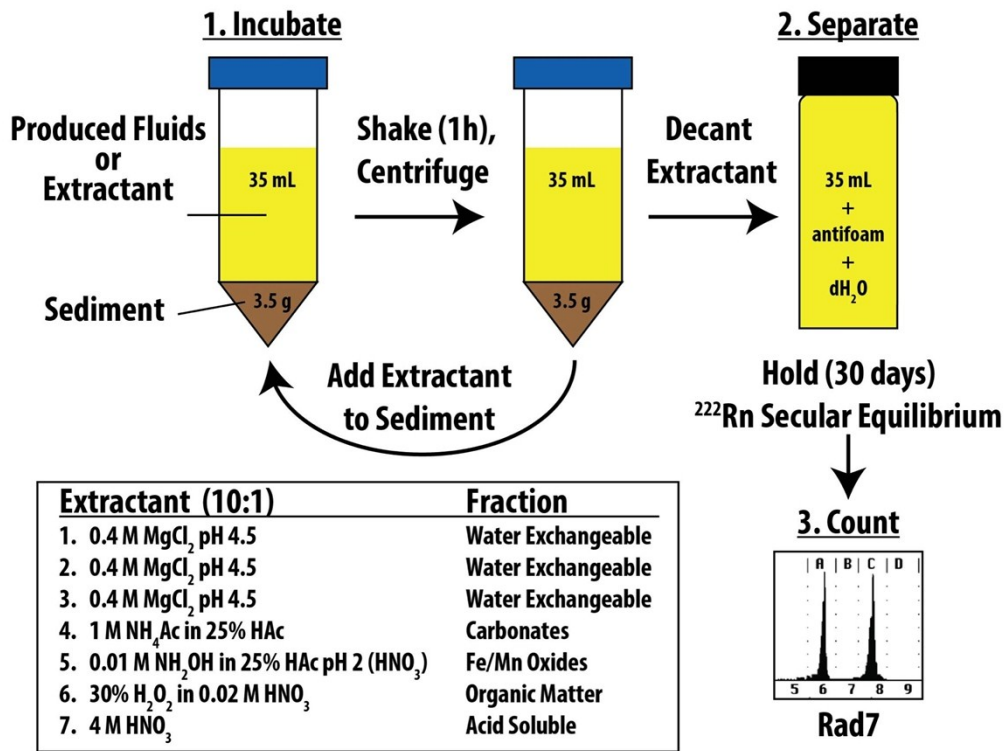 1. Incubate
Produced Fluids
or
Extractant
35 mL
Sediment
3.5 g
Shake (1h),
Centrifuge
35 mL
3.5 g
Add Extractant
to Sediment
Decant
Extractant
2. Separate
35 mL
+
antifoam
+
dH₂O
Hold (30 days)
²²²Rn Secular Equilibrium
3. Count
A B C D
5 6 7 8 9
Rad7
Extractant (10:1) Fraction
1. 0.4 M MgCl₂ pH 4.5 Water Exchangeable
2. 0.4 M MgCl₂ pH 4.5 Water Exchangeable
3. 0.4 M MgCl₂ pH 4.5 Water Exchangeable
4. 1 M NH₄Ac in 25% HAc Carbonates
5. 0.01 M NH₂OH in 25% HAc pH 2 (HNO₃) Fe/Mn Oxides
6. 30% H₂O₂ in 0.02 M HNO₃ Organic Matter
7. 4 M HNO₃ Acid Soluble